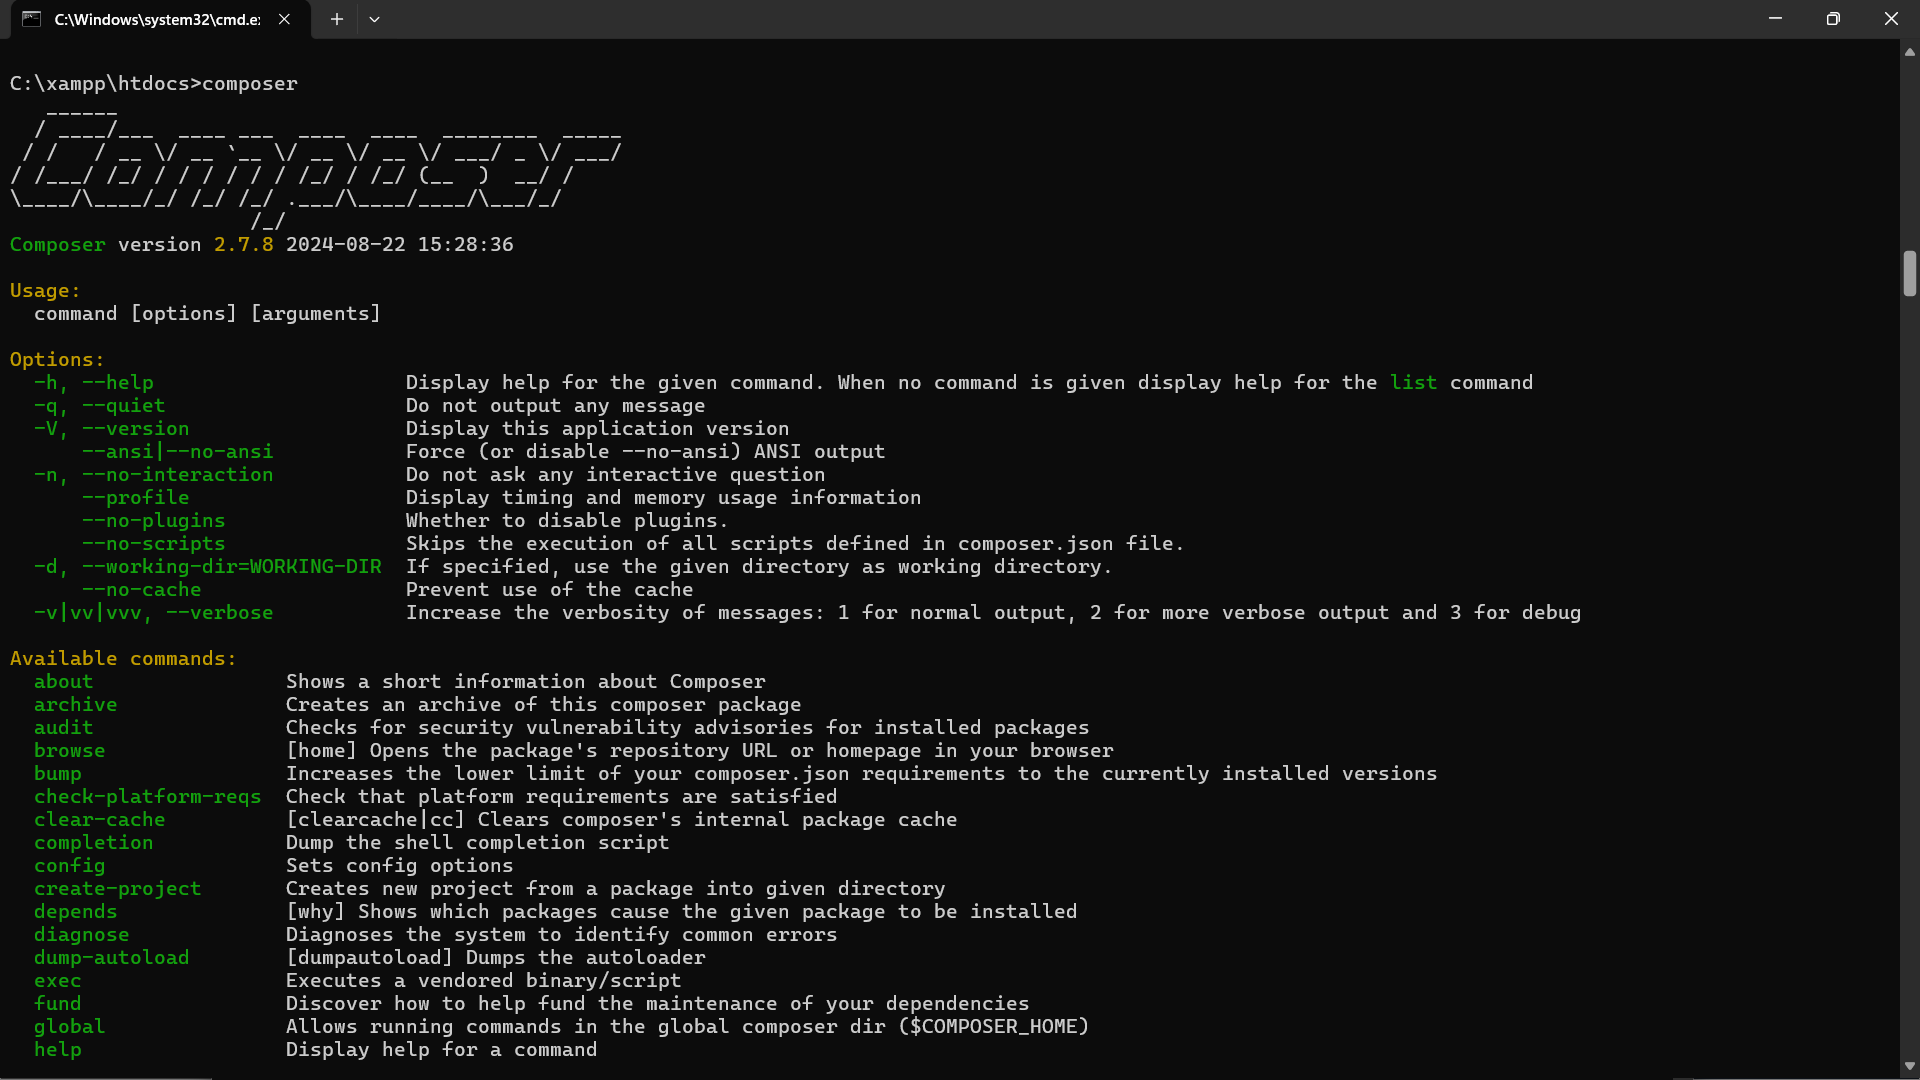 C:\Windows\system32\cmd.e
C:\xampp\htdocs>composer
   ______
  / ____/___  ____ ___  ____  ____  ________  _____
 / /   / __ \/ __ `__ \/ __ \/ __ \/ ___/ _ \/ ___/
/ /___/ /_/ / / / / / / /_/ / /_/ (__  )  __/ /
\____/\____/_/ /_/ /_/ .___/\____/____/\___/_/
                    /_/
Composer version 2.7.8 2024-08-22 15:28:36
Usage:
  command [options] [arguments]
Options:
  -h, --help                     Display help for the given command. When no command is given display help for the list command
  -q, --quiet                    Do not output any message
  -V, --version                  Display this application version
      --ansi|--no-ansi           Force (or disable --no-ansi) ANSI output
  -n, --no-interaction           Do not ask any interactive question
      --profile                  Display timing and memory usage information
      --no-plugins               Whether to disable plugins.
      --no-scripts               Skips the execution of all scripts defined in composer.json file.
  -d, --working-dir=WORKING-DIR  If specified, use the given directory as working directory.
      --no-cache                 Prevent use of the cache
  -v|vv|vvv, --verbose           Increase the verbosity of messages: 1 for normal output, 2 for more verbose output and 3 for debug
Available commands:
  about                Shows a short information about Composer
  archive              Creates an archive of this composer package
  audit                Checks for security vulnerability advisories for installed packages
  browse               [home] Opens the package's repository URL or homepage in your browser
  bump                 Increases the lower limit of your composer.json requirements to the currently installed versions
  check-platform-reqs  Check that platform requirements are satisfied
  clear-cache          [clearcache|cc] Clears composer's internal package cache
  completion           Dump the shell completion script
  config               Sets config options
  create-project       Creates new project from a package into given directory
  depends              [why] Shows which packages cause the given package to be installed
  diagnose             Diagnoses the system to identify common errors
  dump-autoload        [dumpautoload] Dumps the autoloader
  exec                 Executes a vendored binary/script
  fund                 Discover how to help fund the maintenance of your dependencies
  global               Allows running commands in the global composer dir ($COMPOSER_HOME)
  help                 Display help for a command